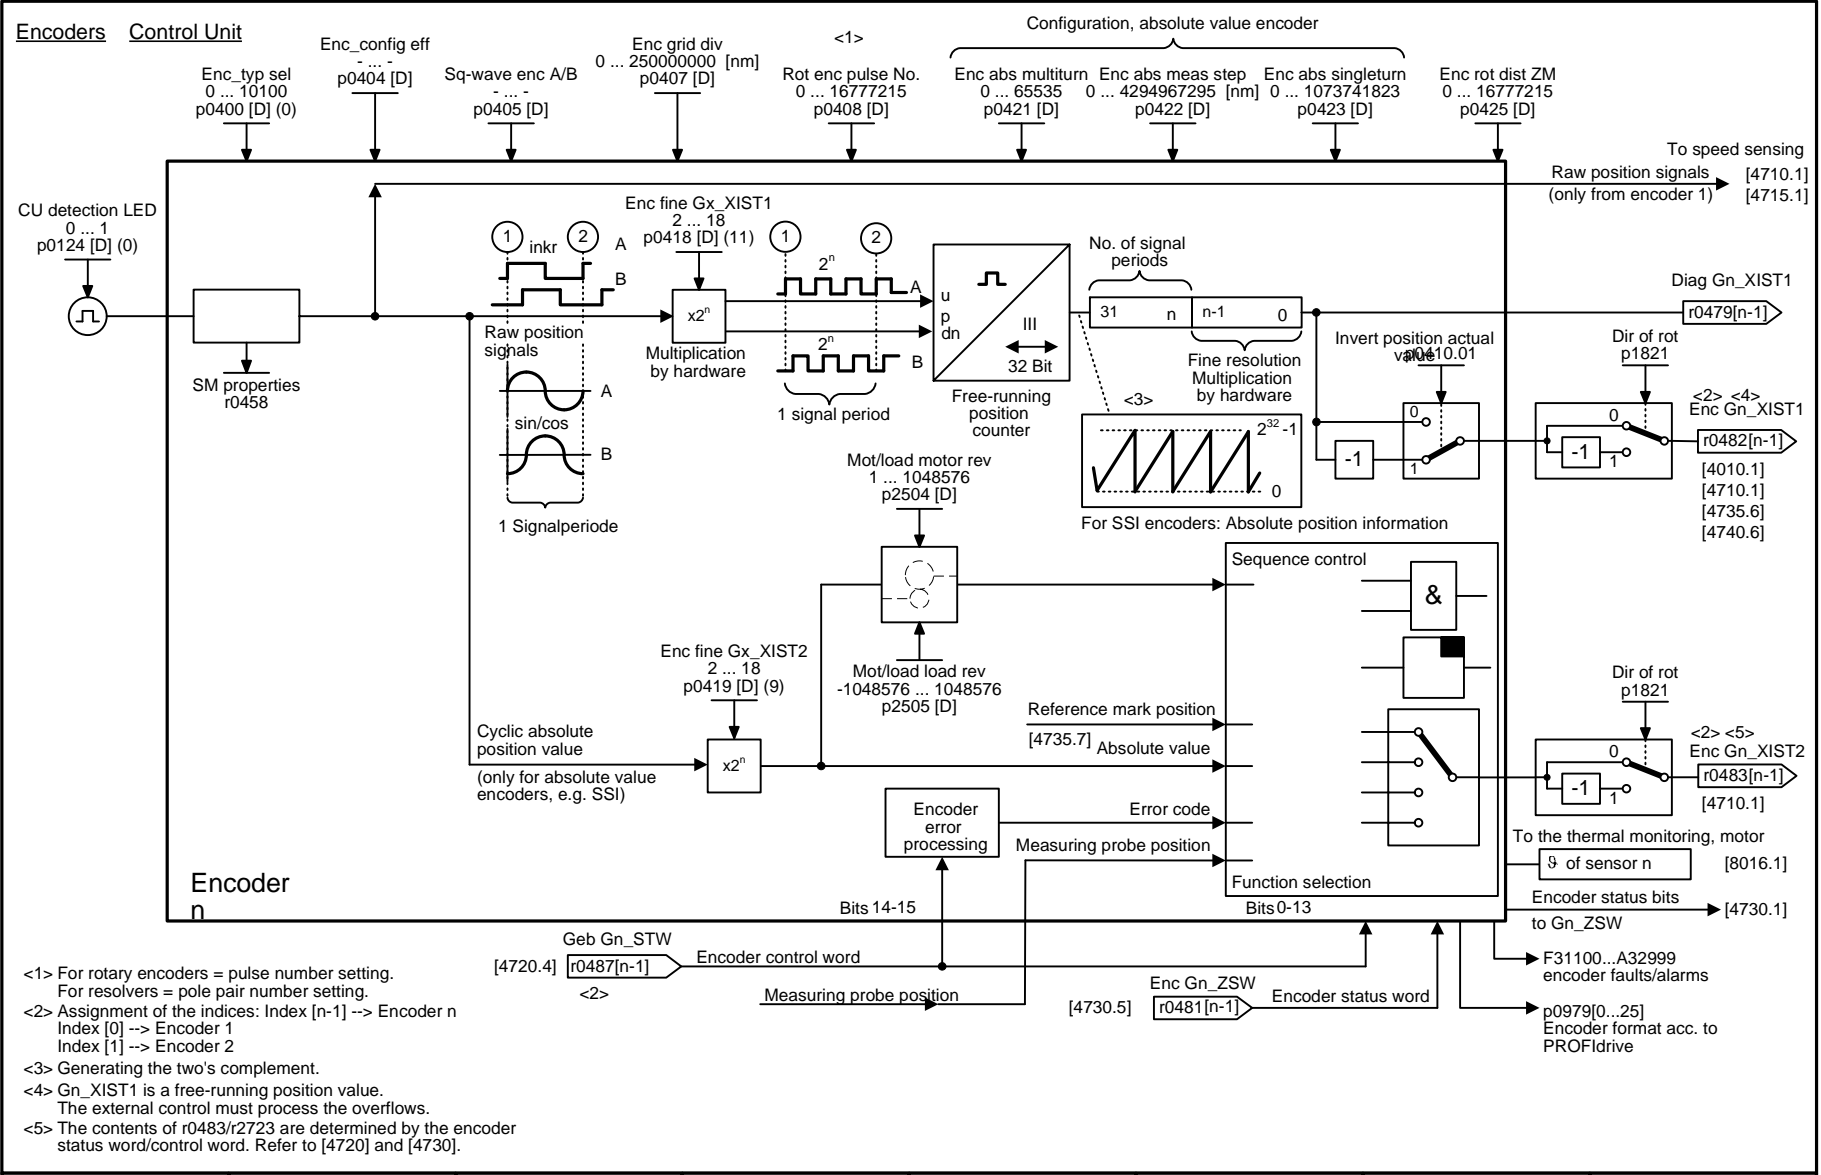 Encoders Control Unit
Configuration, absolute value encoder
Enc_typ sel
0 ... 10100
p0400 [D] (0)
Enc_config eff
- ... -
p0404 [D]
Sq-wave enc A/B
- ... -
p0405 [D]
Enc grid div
0 ... 250000000 [nm]
p0407 [D]
<1>
Rot enc pulse No.
0 ... 16777215
p0408 [D]
Enc abs multiturn
0 ... 65535
p0421 [D]
Enc abs meas step
0 ... 4294967295 [nm]
p0422 [D]
Enc abs singleturn
0 ... 1073741823
p0423 [D]
Enc rot dist ZM
0 ... 16777215
p0425 [D]
To speed sensing
Raw position signals
(only from encoder 1)
[4710.1]
[4715.1]
CU detection LED
0 ... 1
p0124 [D] (0)
SM properties
r0458
1 inkr 2 A
B
Raw position
signals
A
sin/cos
B
1 Signalperiode
Enc fine Gx_XIST1
2 ... 18
p0418 [D] (11)
x2ⁿ
Multiplication
by hardware
1 2
2ⁿ
A
2ⁿ
B
1 signal period
u
p
dn
III
32 Bit
Free-running
position
counter
No. of signal
periods
31 n n-1 0
Fine resolution
Multiplication
by hardware
<3>
2³² -1
0
For SSI encoders: Absolute position information
Diag Gn_XIST1
r0479[n-1]
Invert position actual
value
p0410.01
0
-1
1
Dir of rot
p1821
0
-1
1
<2> <4>
Enc Gn_XIST1
r0482[n-1]
[4010.1]
[4710.1]
[4735.6]
[4740.6]
Mot/load motor rev
1 ... 1048576
p2504 [D]
Mot/load load rev
-1048576 ... 1048576
p2505 [D]
Sequence control
&
Enc fine Gx_XIST2
2 ... 18
p0419 [D] (9)
Cyclic absolute
position value
(only for absolute value
encoders, e.g. SSI)
x2ⁿ
Reference mark position
[4735.7]
Absolute value
Encoder
error
processing
Error code
Measuring probe position
Function selection
Dir of rot
p1821
0
-1
1
<2> <5>
Enc Gn_XIST2
r0483[n-1]
[4710.1]
To the thermal monitoring, motor
ϑ of sensor n
[8016.1]
Encoder
n
Bits 14-15
Bits 0-13
Encoder status bits
to Gn_ZSW
[4730.1]
Geb Gn_STW
[4720.4]
r0487[n-1]
<2>
Encoder control word
Measuring probe position
Enc Gn_ZSW
[4730.5]
r0481[n-1]
Encoder status word
F31100...A32999
encoder faults/alarms
p0979[0...25]
Encoder format acc. to
PROFIdrive
<1> For rotary encoders = pulse number setting.
For resolvers = pole pair number setting.
<2> Assignment of the indices: Index [n-1] --> Encoder n
Index [0] --> Encoder 1
Index [1] --> Encoder 2
<3> Generating the two's complement.
<4> Gn_XIST1 is a free-running position value.
The external control must process the overflows.
<5> The contents of r0483/r2723 are determined by the encoder
status word/control word. Refer to [4720] and [4730].